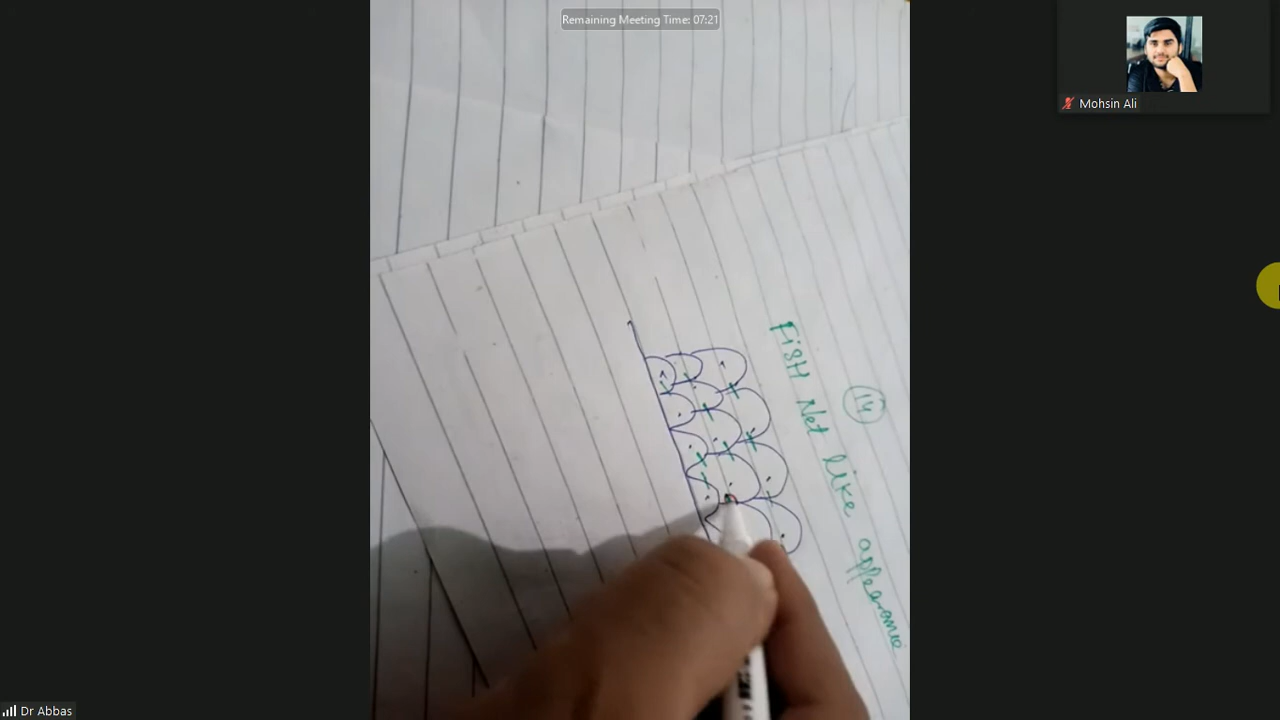 Remaining Meeting Time: 07:21
Mohsin Ali
14
FISH Net like appearance
Dr Abbas